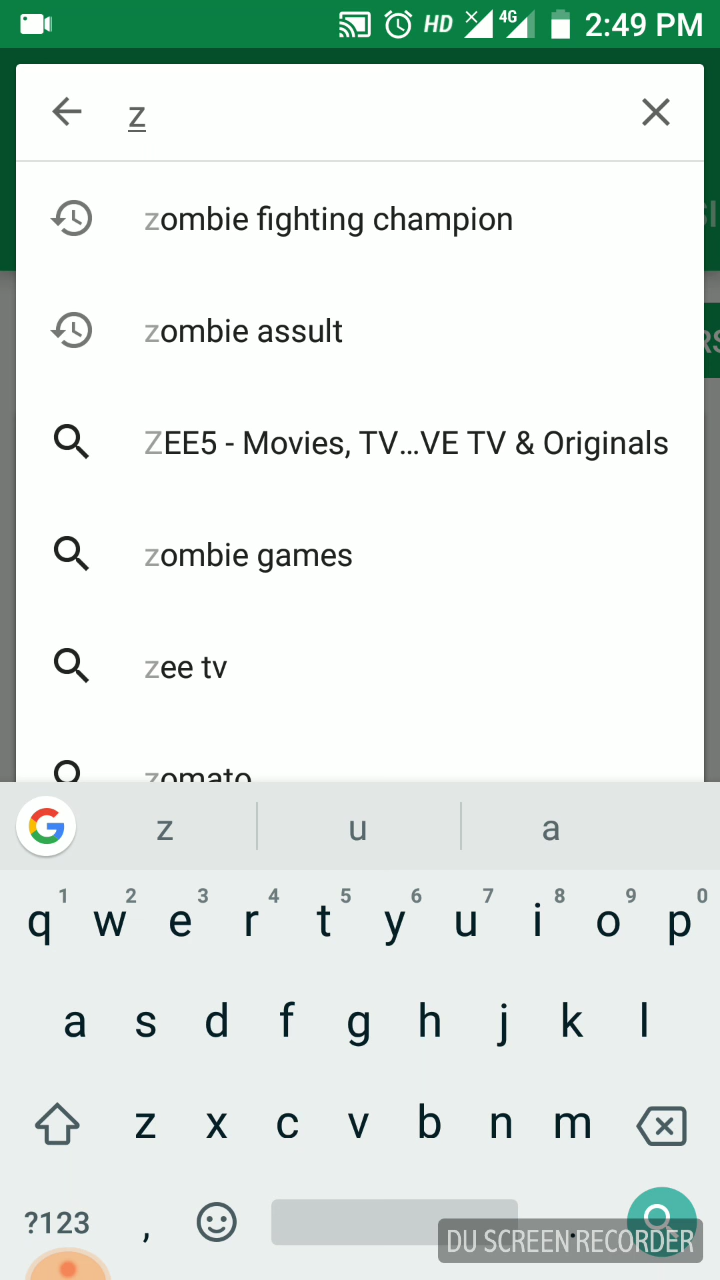 HD 4G 2:49 PM
z
zombie fighting champion
zombie assult
ZEE5 - Movies, TV...VE TV & Originals
zombie games
zee tv
zomato
z u a
1 2 3 4 5 6 7 8 9 0
q w e r t y u i o p
a s d f g h j k l
z x c v b n m
?123 , .
DU SCREEN RECORDER